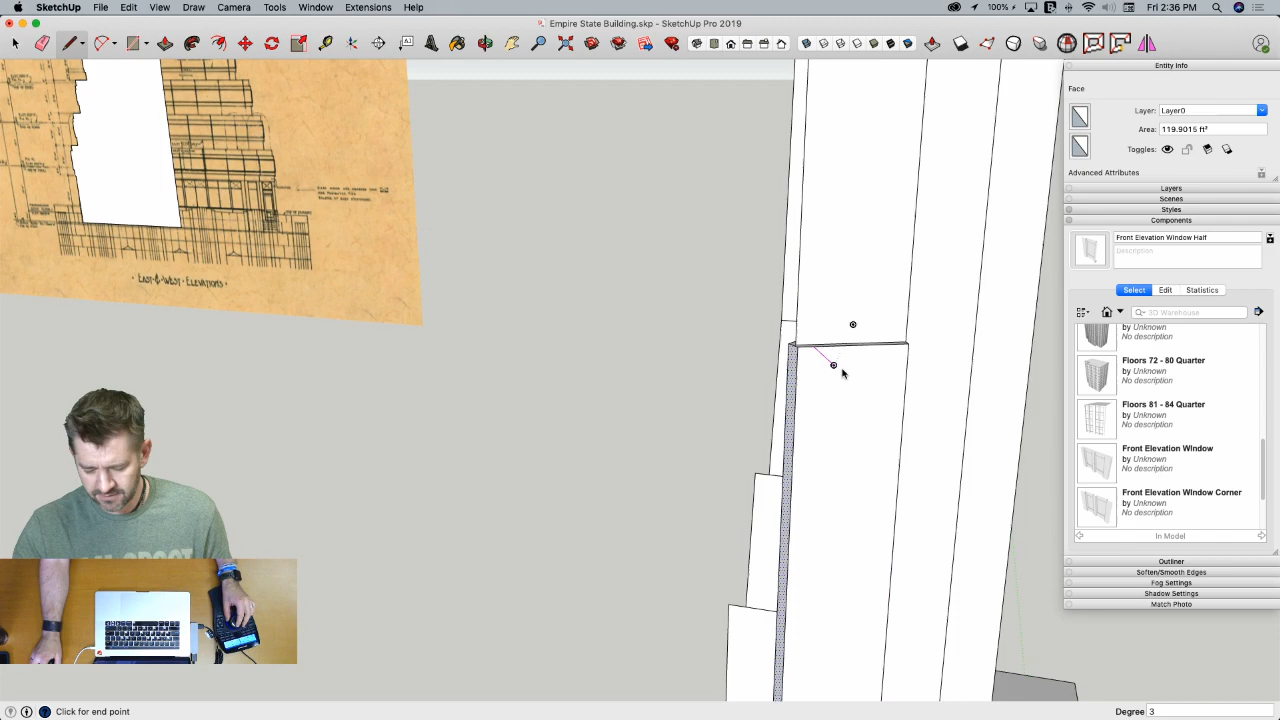 SketchUp File Edit View Draw Camera Tools Window Extensions Help
100% Fri 2:36 PM
Empire State Building.skp - SketchUp Pro 2019
Entity Info
Face
Layer: Layer0
Area: 119.9015 ft²
Toggles:
Advanced Attributes
Layers
Scenes
Styles
Components
Front Elevation Window Half
Description
Select Edit Statistics
3D Warehouse
by Unknown
No description
Floors 72 - 80 Quarter
by Unknown
No description
Floors 81 - 84 Quarter
by Unknown
No description
Front Elevation WIndow
by Unknown
No description
Front Elevation WIndow Corner
by Unknown
No description
In Model
Outliner
Soften/Smooth Edges
Fog Settings
Shadow Settings
Match Photo
· EAST & WEST · ELEVATIONS ·
Click for end point
Degree 3